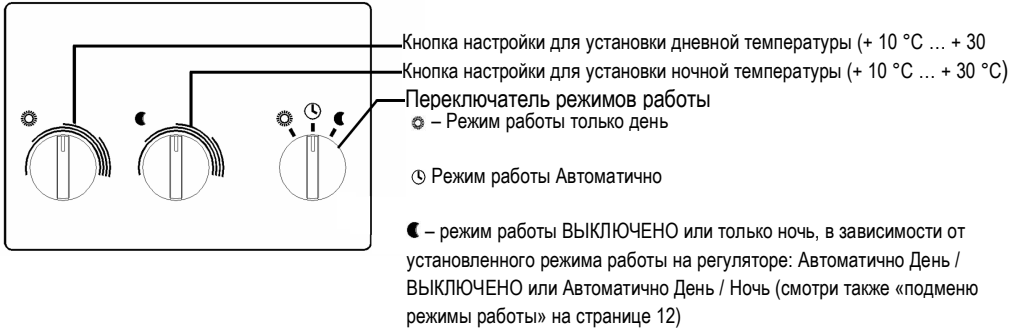 Кнопка настройки для установки дневной температуры (+ 10 °C … + 30
Кнопка настройки для установки ночной температуры (+ 10 °C … + 30 °C)
Переключатель режимов работы
– Режим работы только день
Режим работы Автоматично
– режим работы ВЫКЛЮЧЕНО или только ночь, в зависимости от
установленного режима работы на регуляторе: Автоматично День /
ВЫКЛЮЧЕНО или Автоматично День / Ночь (смотри также «подменю
режимы работы» на странице 12)